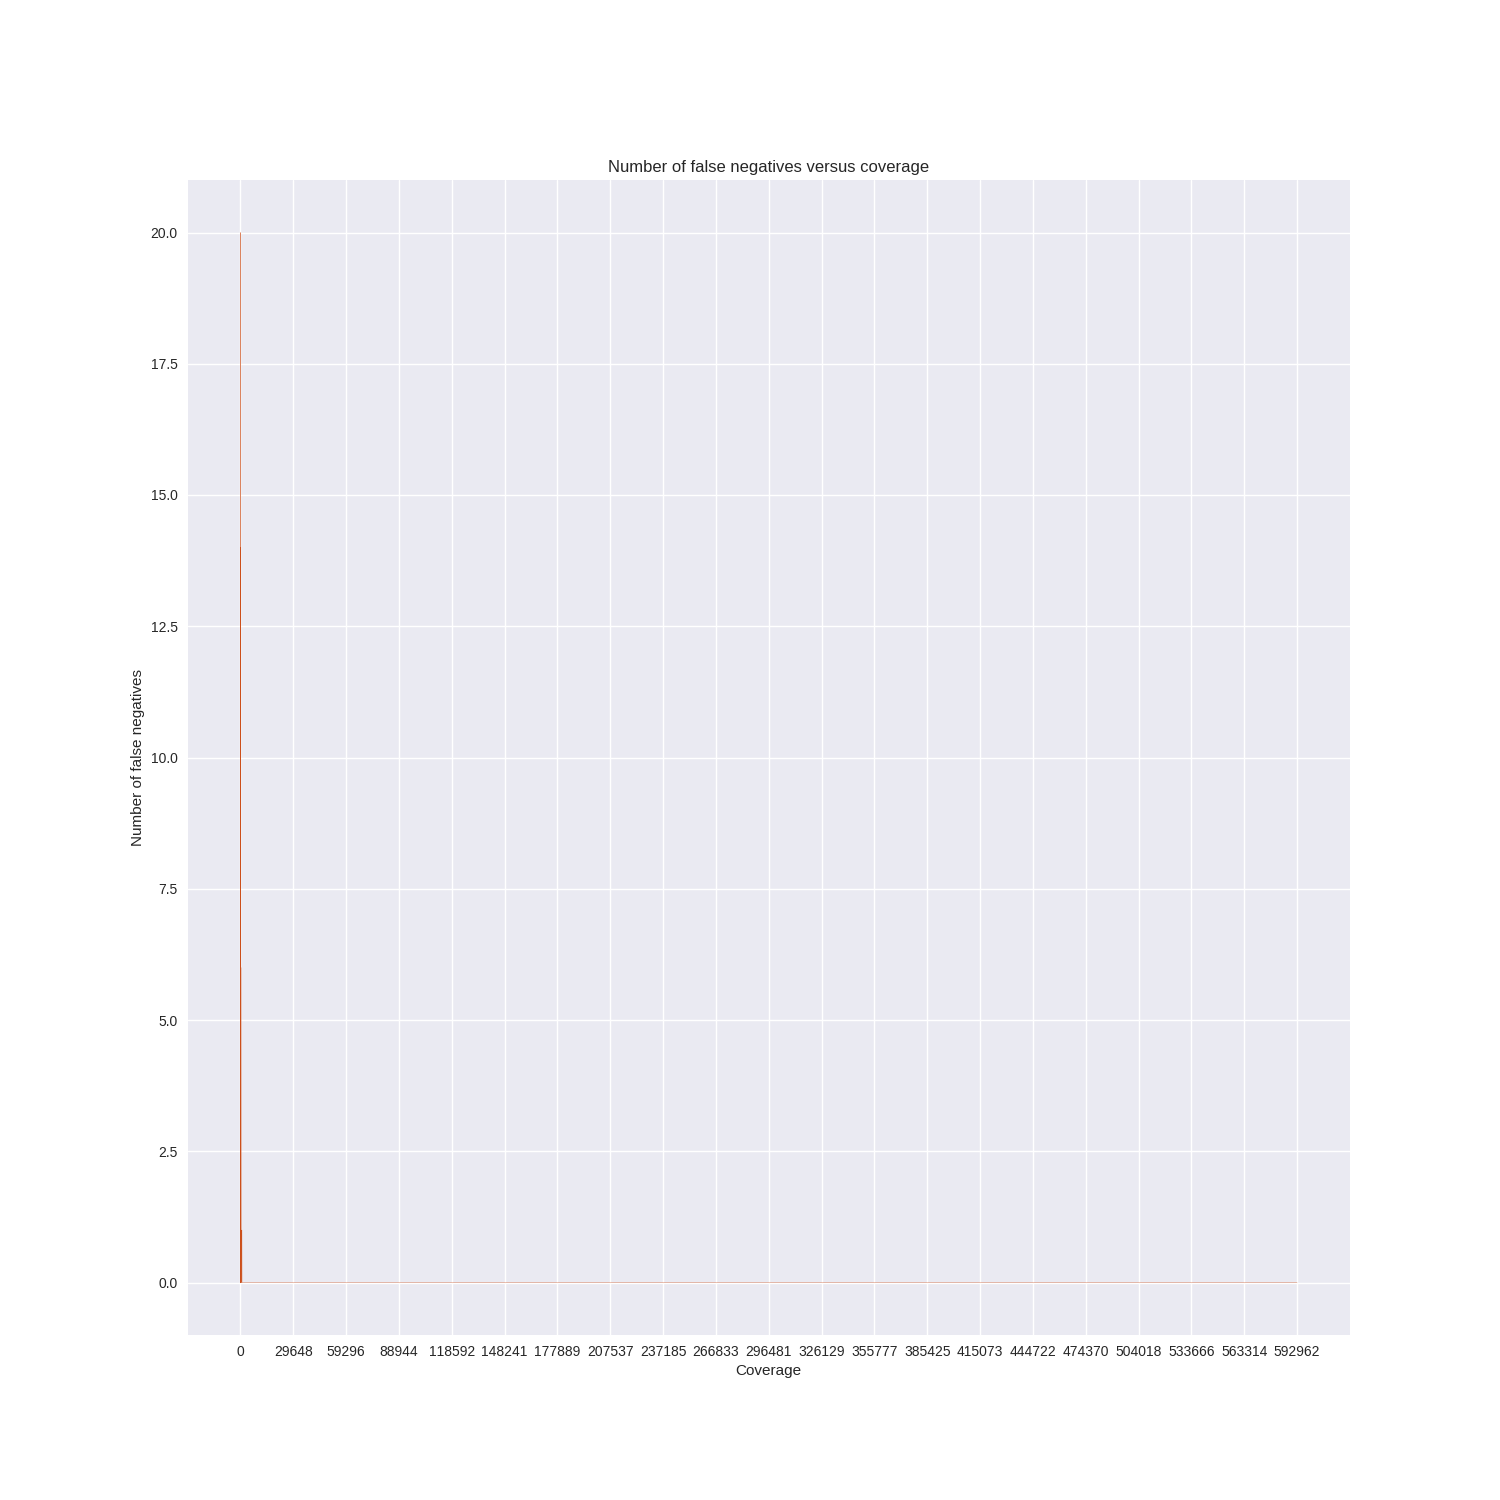 Number of false negatives versus coverage
20.0
17.5
15.0
12.5
10.0
7.5
5.0
2.5
0.0
Number of false negatives
0 29648 59296 88944 118592 148241 177889 207537 237185 266833 296481 326129 355777 385425 415073 444722 474370 504018 533666 563314 592962
Coverage